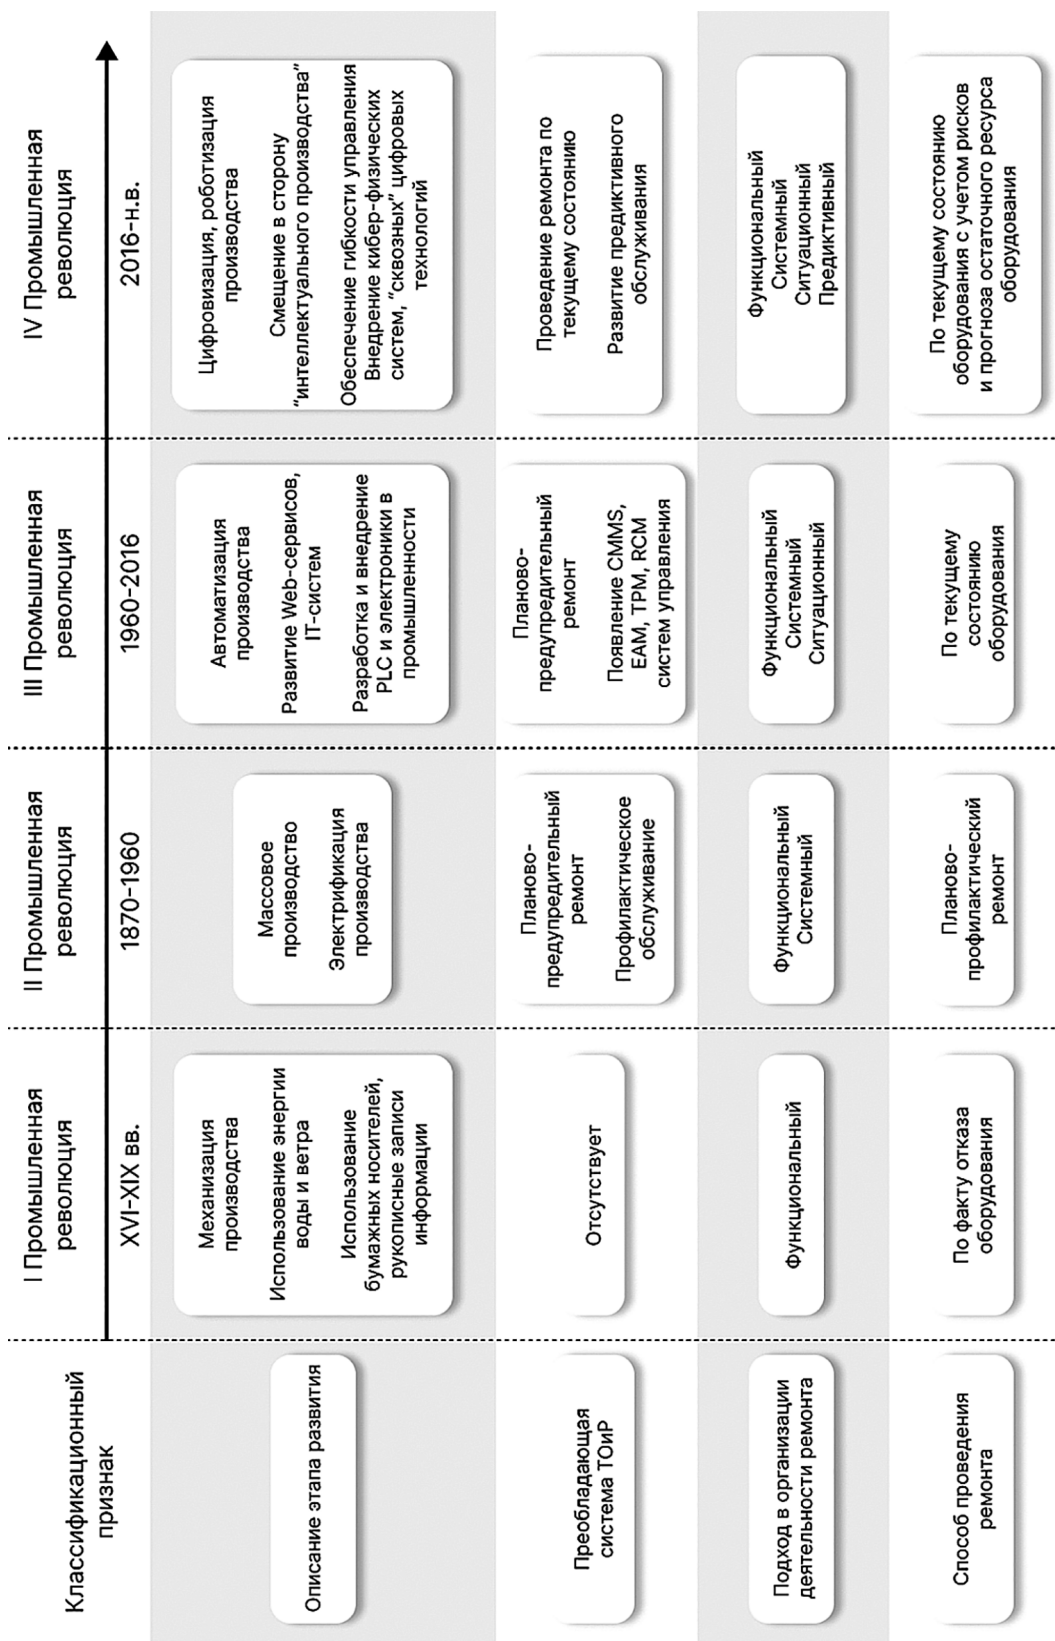 Классификационный
признак
I Промышленная
революция
II Промышленная
революция
III Промышленная
революция
IV Промышленная
революция
XVI-XIX вв.
1870-1960
1960-2016
2016-н.в.
Описание этапа развития
Механизация
производства
Использование энергии
воды и ветра
Использование
бумажных носителей,
рукописные записи
информации
Массовое
производство
Электрификация
производства
Автоматизация
производства
Развитие Web-сервисов,
IT-систем
Разработка и внедрение
PLC и электроники в
промышленности
Цифровизация, роботизация
производства
Смещение в сторону
“интеллектуального производства”
Обеспечение гибкости управления
Внедрение кибер-физических
систем, “сквозных” цифровых
технологий
Преобладающая
система ТОиР
Отсутствует
Планово-
предупредительный
ремонт
Профилактическое
обслуживание
Планово-
предупредительный
ремонт
Появление CMMS,
EAM, TPM, RCM
систем управления
Проведение ремонта по
текущему состоянию
Развитие предиктивного
обслуживания
Подход в организации
деятельности ремонта
Функциональный
Функциональный
Системный
Функциональный
Системный
Ситуационный
Функциональный
Системный
Ситуационный
Предиктивный
Способ проведения
ремонта
По факту отказа
оборудования
Планово-
профилактический
ремонт
По текущему
состоянию
оборудования
По текущему состоянию
оборудования с учетом рисков
и прогноза остаточного ресурса
оборудования